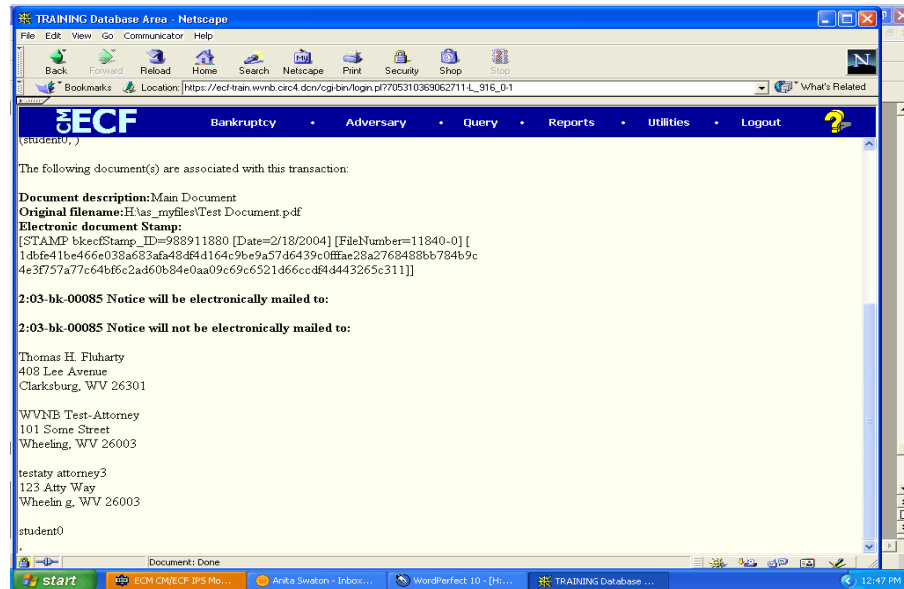 TRAINING Database Area - Netscape
File Edit View Go Communicator Help
Back Forward Reload Home Search Netscape Print Security Shop Stop
Bookmarks Location: https://ecf-train.wvnb.circ4.dcn/cgi-bin/login.pl?705310369062711-L_916_0-1 What's Related
CM ECF Bankruptcy • Adversary • Query • Reports • Utilities • Logout ?
(student0, )
The following document(s) are associated with this transaction:
Document description:Main Document
Original filename:H:\as_myfiles\Test Document.pdf
Electronic document Stamp:
[STAMP bkecfStamp_ID=988911880 [Date=2/18/2004] [FileNumber=11840-0] [
1dbfe41be466e038a683afa48df4d164c9be9a57d6439c0fffae28a2768488bb784b9c
4e3f757a77c64bf6c2ad60b84e0aa09c69c6521d66ccdf4d443265c311]]
2:03-bk-00085 Notice will be electronically mailed to:
2:03-bk-00085 Notice will not be electronically mailed to:
Thomas H. Fluharty
408 Lee Avenue
Clarksburg, WV 26301
WVNB Test-Attorney
101 Some Street
Wheeling, WV 26003
testaty attorney3
123 Atty Way
Wheelin g, WV 26003
student0
,
Document: Done
start ECM CM/ECF IPS Mo... Anita Swaton - Inbox... WordPerfect 10 - [H:... TRAINING Database ... 12:47 PM